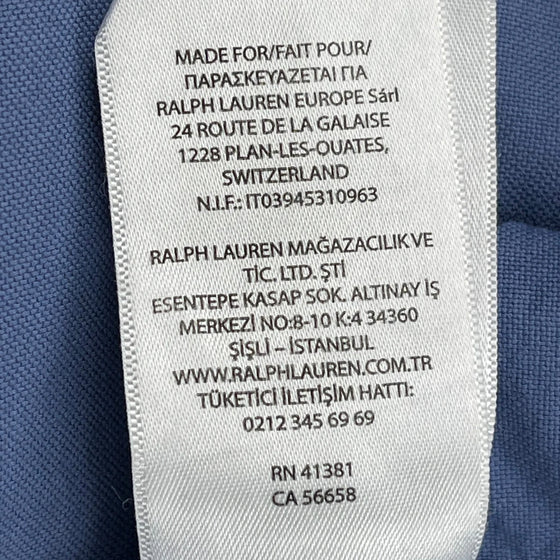 MADE FOR/FAIT POUR/
ΠΑΡΑΣΚΕΥΑΖΕΤΑΙ ΓΙΑ
RALPH LAUREN EUROPE Sárl
24 ROUTE DE LA GALAISE
1228 PLAN-LES-OUATES,
SWITZERLAND
N.I.F.: IT03945310963
RALPH LAUREN MAĞAZACILIK VE
TİC. LTD. ŞTİ
ESENTEPE KASAP SOK. ALTINAY İŞ
MERKEZİ NO:8-10 K:4 34360
ŞİŞLİ – İSTANBUL
WWW.RALPHLAUREN.COM.TR
TÜKETİCİ İLETİŞİM HATTI:
0212 345 69 69
RN 41381
CA 56658